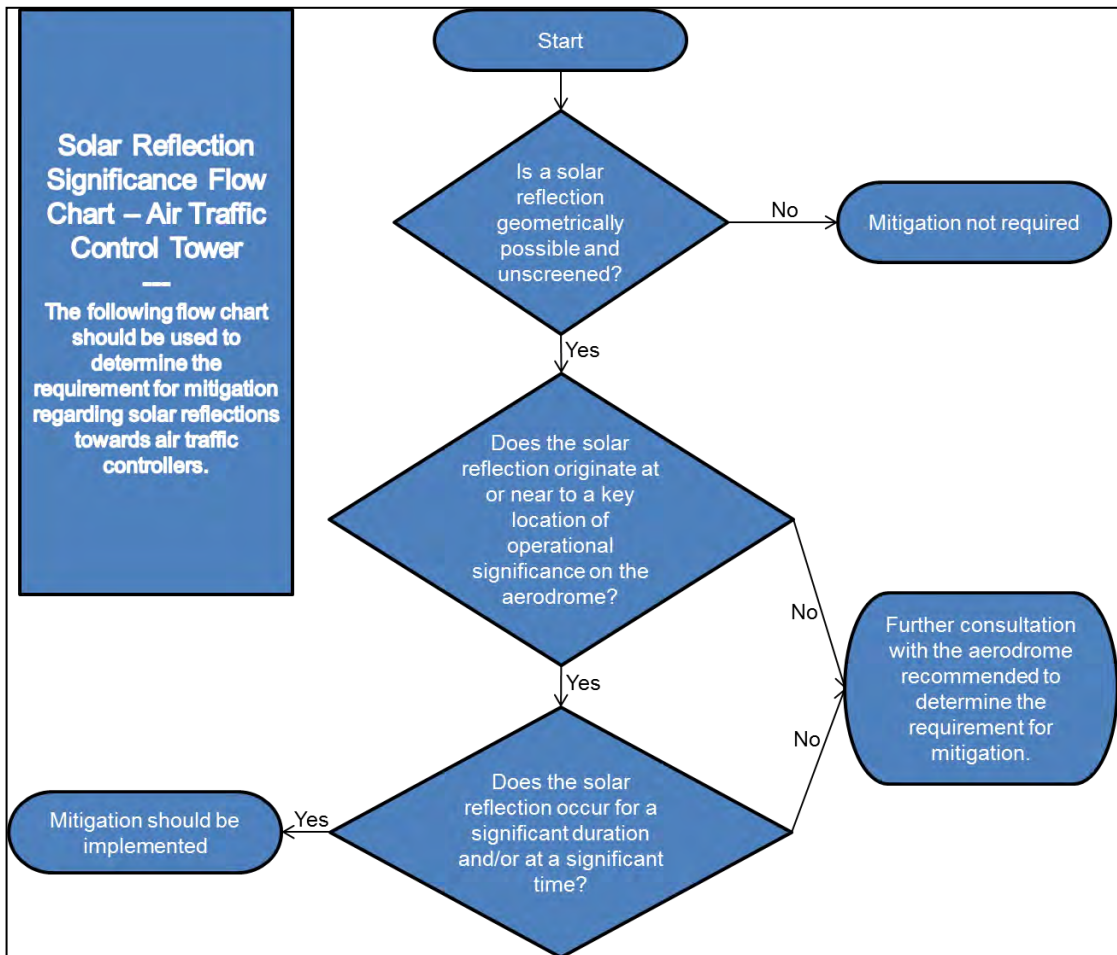 Solar Reflection
Significance Flow
Chart – Air Traffic
Control Tower
---
The following flow chart
should be used to
determine the
requirement for mitigation
regarding solar reflections
towards air traffic
controllers.
Start
Is a solar
reflection
geometrically
possible and
unscreened?
No
Mitigation not required
Yes
Does the solar
reflection originate at
or near to a key
location of
operational
significance on the
aerodrome?
No
Further consultation
with the aerodrome
recommended to
determine the
requirement for
mitigation.
Yes
No
Does the solar
reflection occur for a
significant duration
and/or at a significant
time?
Yes
Mitigation should be
implemented